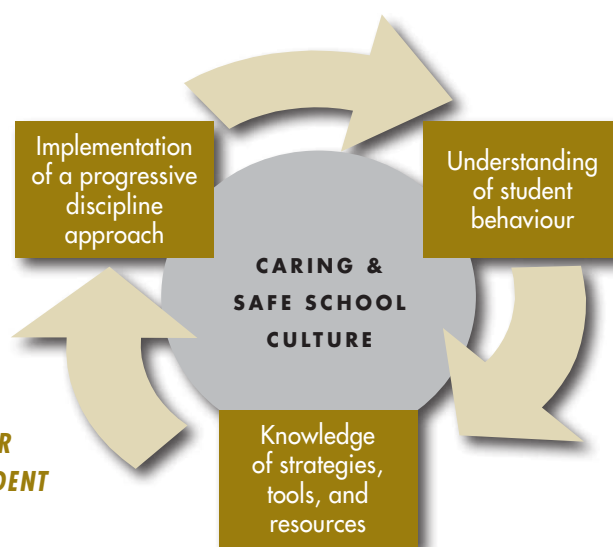 Implementation
of a progressive
discipline
approach
Understanding
of student
behaviour
CARING &
SAFE SCHOOL
CULTURE
Knowledge
of strategies,
tools, and
resources